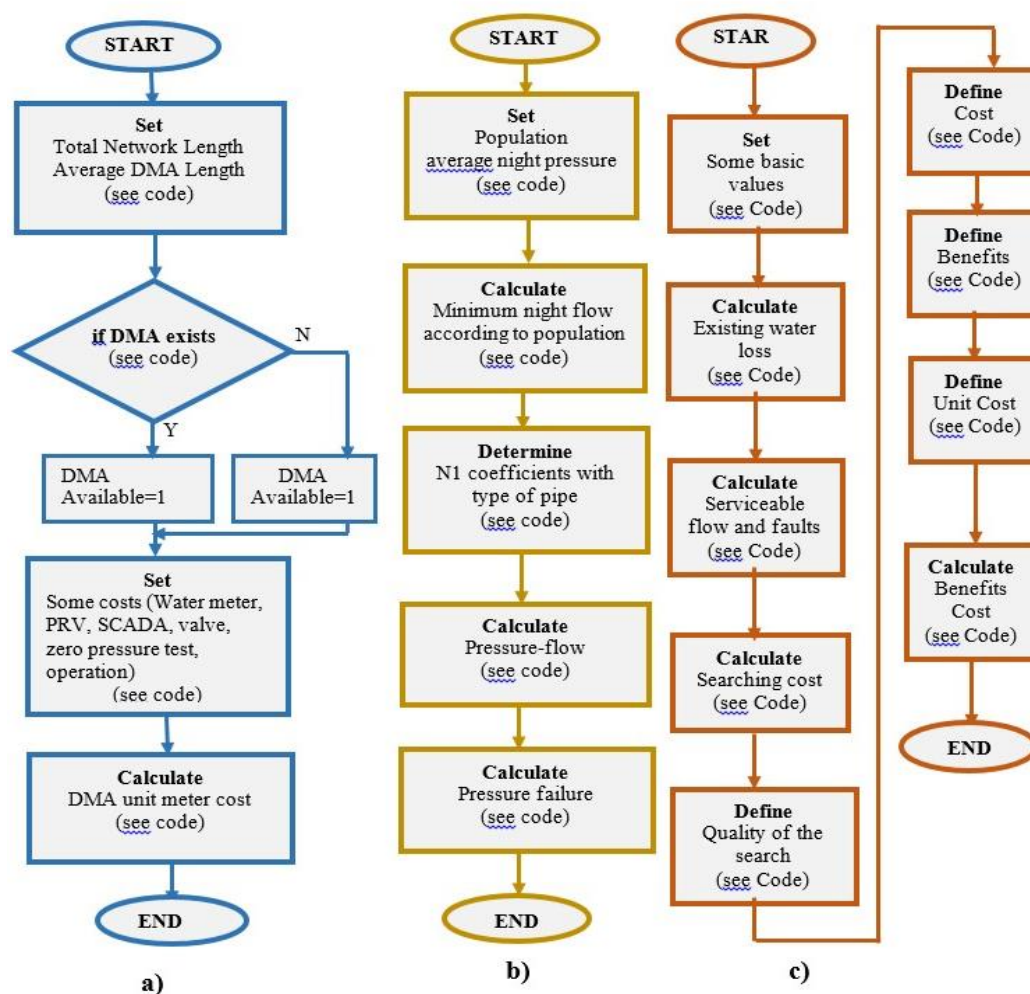 START
Set
Total Network Length
Average DMA Length
(see code)
if DMA exists
(see code)
N
Y
DMA
Available=1
DMA
Available=1
Set
Some costs (Water meter,
PRV, SCADA, valve,
zero pressure test,
operation)
(see code)
Calculate
DMA unit meter cost
(see code)
END
a)
START
Set
Population
average night pressure
(see code)
Calculate
Minimum night flow
according to population
(see code)
Determine
N1 coefficients with
type of pipe
(see code)
Calculate
Pressure-flow
(see code)
Calculate
Pressure failure
(see code)
END
b)
STAR
Set
Some basic
values
(see Code)
Calculate
Existing water
loss
(see Code)
Calculate
Serviceable
flow and faults
(see Code)
Calculate
Searching cost
(see Code)
Define
Quality of the
search
(see Code)
Define
Cost
(see Code)
Define
Benefits
(see Code)
Define
Unit Cost
(see Code)
Calculate
Benefits
Cost
(see Code)
END
c)